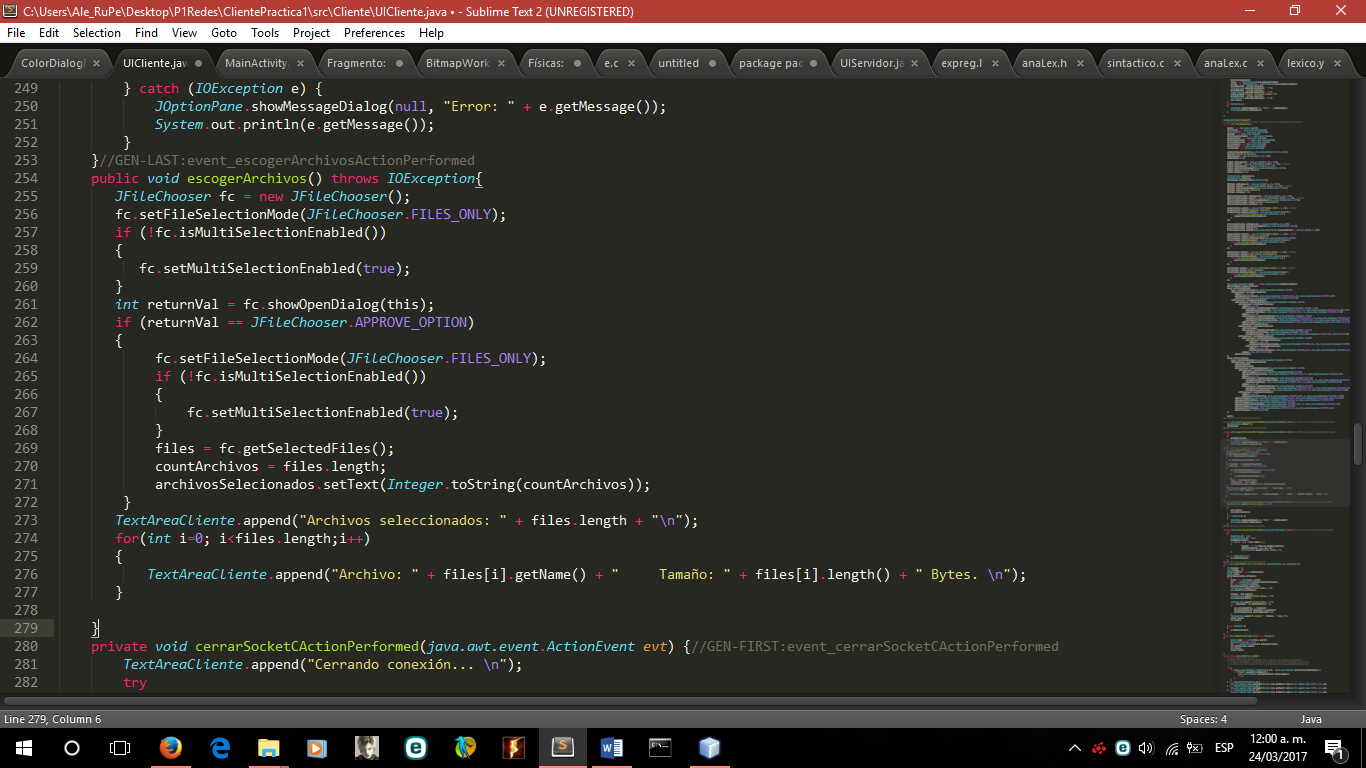 C:\Users\Ale_RuPe\Desktop\P1Redes\ClientePractica1\src\Cliente\UICliente.java • - Sublime Text 2 (UNREGISTERED)
File Edit Selection Find View Goto Tools Project Preferences Help
ColorDialog UICliente.jav MainActivity. Fragmento: BitmapWork Físicas: e.c untitled package pac UIServidor.ja expreg.l anaLex.h sintactico.c anaLex.c lexico.y
249 } catch (IOException e) {
250 JOptionPane.showMessageDialog(null, "Error: " + e.getMessage());
251 System.out.println(e.getMessage());
252 }
253 }//GEN-LAST:event_escogerArchivosActionPerformed
254 public void escogerArchivos() throws IOException{
255 JFileChooser fc = new JFileChooser();
256 fc.setFileSelectionMode(JFileChooser.FILES_ONLY);
257 if (!fc.isMultiSelectionEnabled())
258 {
259 fc.setMultiSelectionEnabled(true);
260 }
261 int returnVal = fc.showOpenDialog(this);
262 if (returnVal == JFileChooser.APPROVE_OPTION)
263 {
264 fc.setFileSelectionMode(JFileChooser.FILES_ONLY);
265 if (!fc.isMultiSelectionEnabled())
266 {
267 fc.setMultiSelectionEnabled(true);
268 }
269 files = fc.getSelectedFiles();
270 countArchivos = files.length;
271 archivosSelecionados.setText(Integer.toString(countArchivos));
272 }
273 TextAreaCliente.append("Archivos seleccionados: " + files.length + "\n");
274 for(int i=0; i<files.length;i++)
275 {
276 TextAreaCliente.append("Archivo: " + files[i].getName() + "     Tamaño: " + files[i].length() + " Bytes. \n");
277 }
278
279 }
280 private void cerrarSocketCActionPerformed(java.awt.event.ActionEvent evt) {//GEN-FIRST:event_cerrarSocketCActionPerformed
281 TextAreaCliente.append("Cerrando conexión... \n");
282 try
Line 279, Column 6 Spaces: 4 Java
ESP 12:00 a. m.
24/03/2017
1